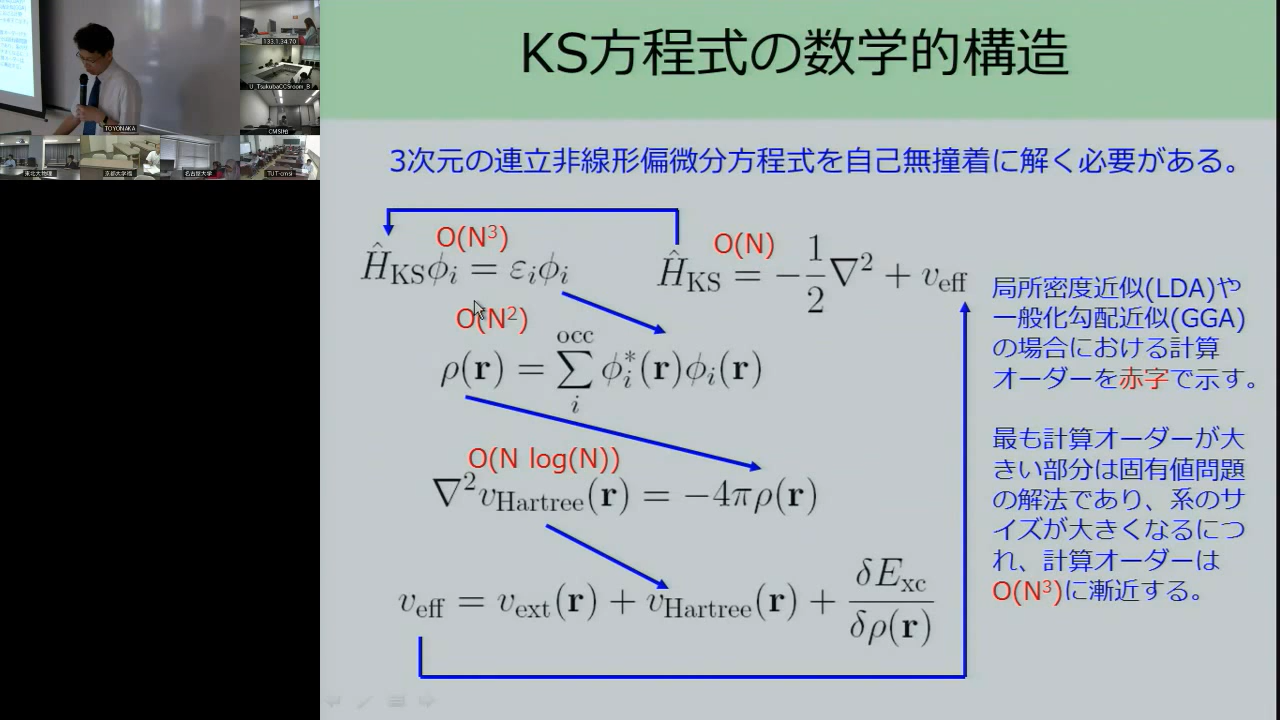 KS方程式の数学的構造
3次元の連立非線形偏微分方程式を自己無撞着に解く必要がある。
O(N³)
Ĥ_KS φ_i = ε_i φ_i
O(N)
Ĥ_KS = −1/2 ∇² + v_eff
O(N²)
ρ(r) = Σ_i^occ φ_i*(r)φ_i(r)
O(N log(N))
∇²v_Hartree(r) = −4πρ(r)
v_eff = v_ext(r) + v_Hartree(r) + δE_xc/δρ(r)
局所密度近似(LDA)や
一般化勾配近似(GGA)
の場合における計算
オーダーを赤字で示す。
最も計算オーダーが大
きい部分は固有値問題
の解法であり、系のサ
イズが大きくなるにつ
れ、計算オーダーは
O(N³)に漸近する。
133.1.34.70
U_TsukubaCCSroom_B
TOYONAKA
CMSI柏
東北大物理
名古屋大学
TUT-cmsi